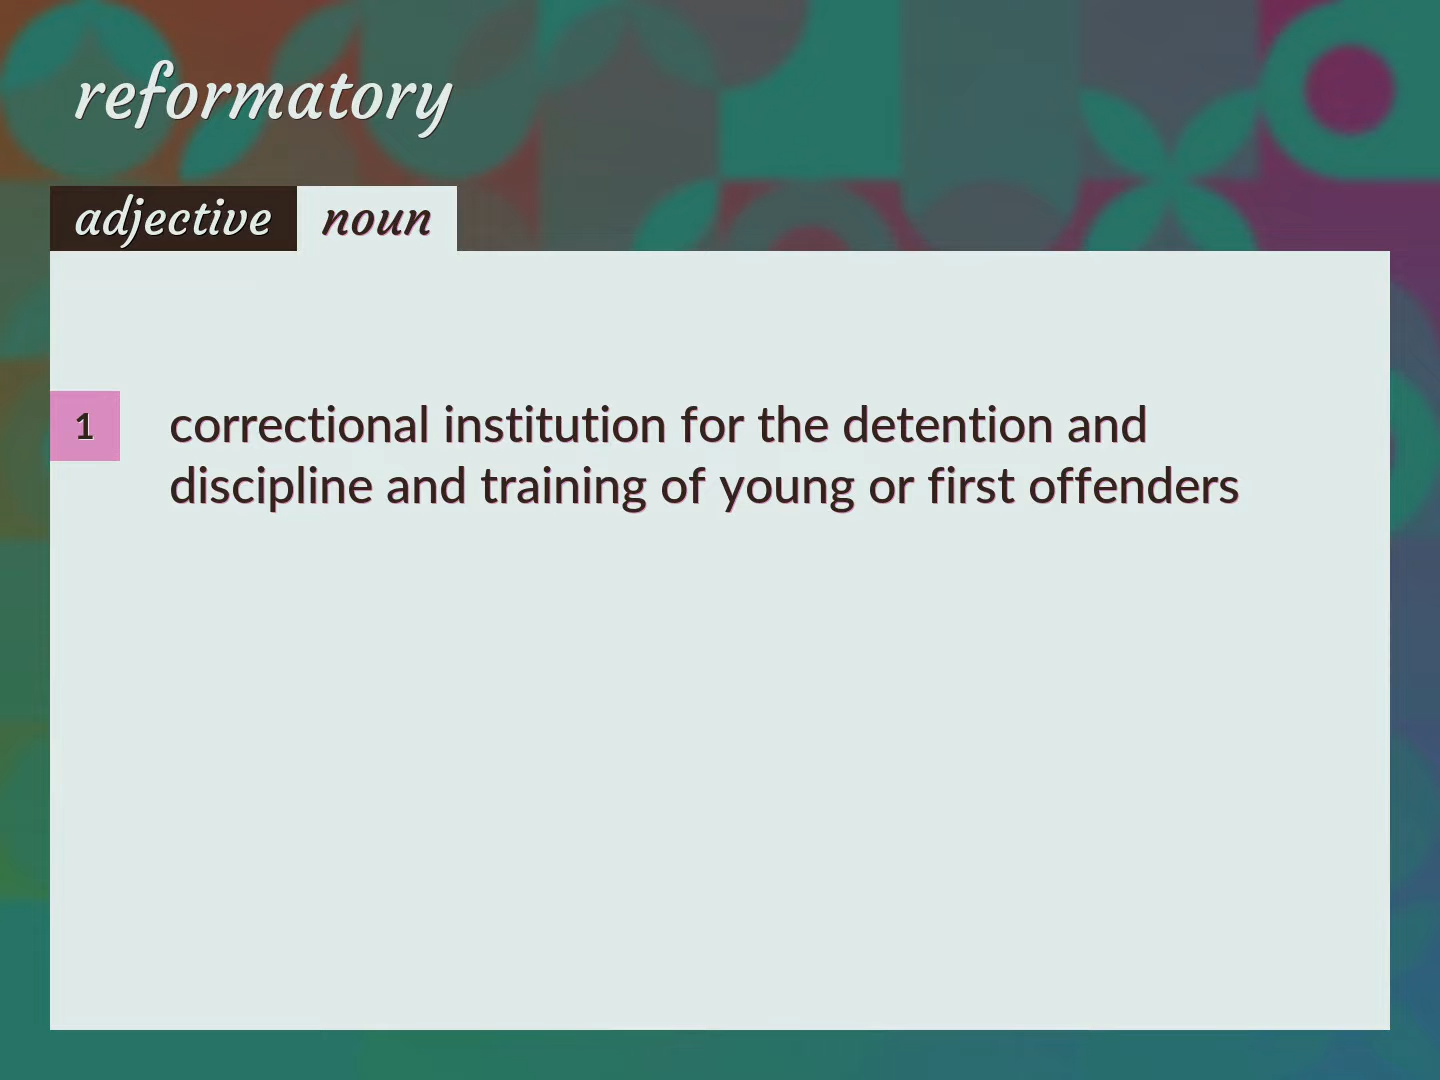 reformatory
adjective noun
1 correctional institution for the detention and
discipline and training of young or first offenders